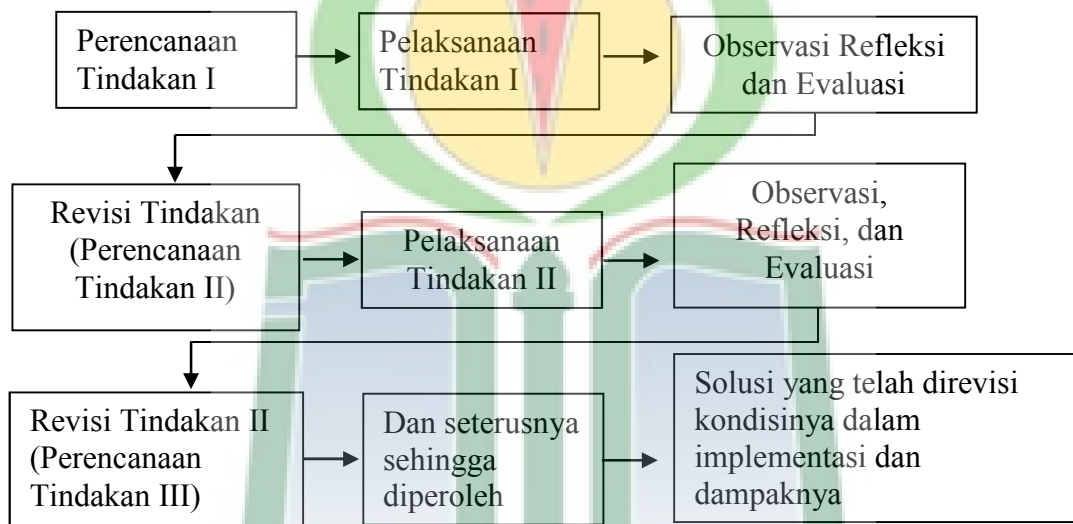 Perencanaan
Tindakan I
Pelaksanaan
Tindakan I
Observasi Refleksi
dan Evaluasi
Revisi Tindakan
(Perencanaan
Tindakan II)
Pelaksanaan
Tindakan II
Observasi,
Refleksi, dan
Evaluasi
Revisi Tindakan II
(Perencanaan
Tindakan III)
Dan seterusnya
sehingga
diperoleh
Solusi yang telah direvisi
kondisinya dalam
implementasi dan
dampaknya